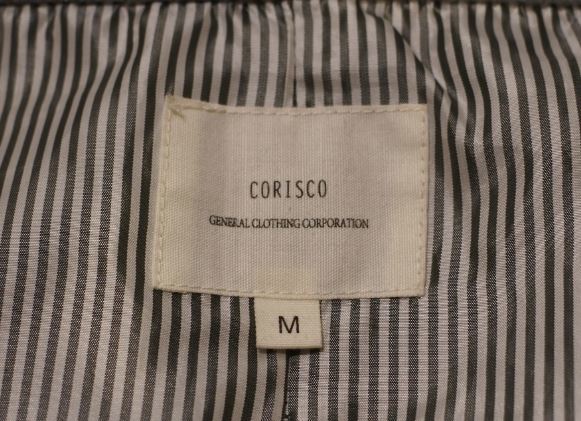 CORISCO
GENERAL CLOTHING CORPORATION
M